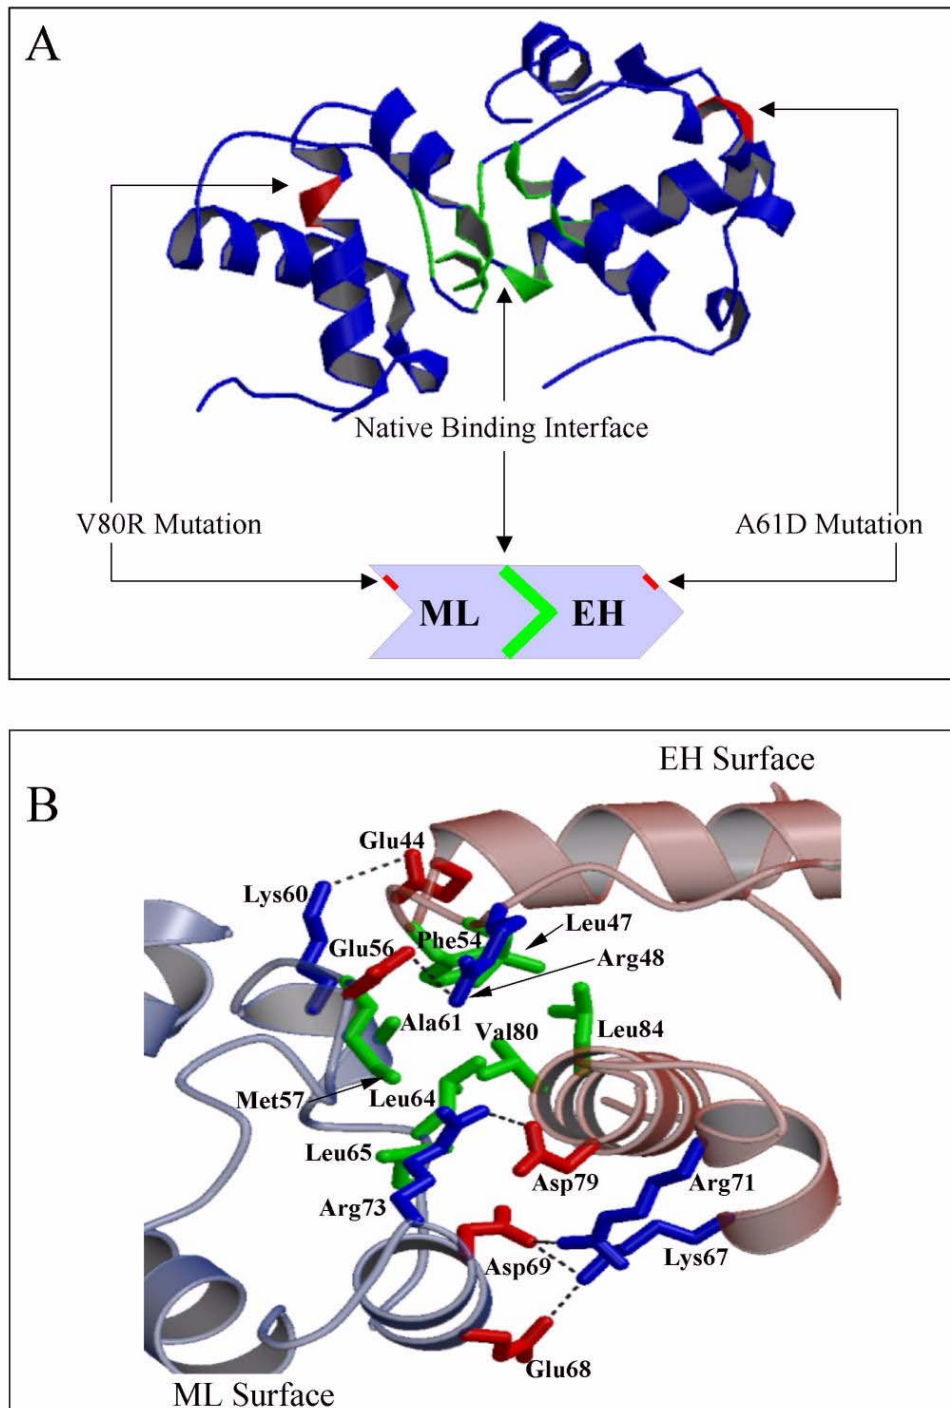 A
Native Binding Interface
V80R Mutation
A61D Mutation
ML
EH
EH Surface
B
Glu44
Lys60
Leu47
Phe54
Glu56
Arg48
Ala61
Val80
Leu84
Met57
Leu64
Leu65
Asp79
Arg71
Arg73
Lys67
Asp69
Glu68
ML Surface